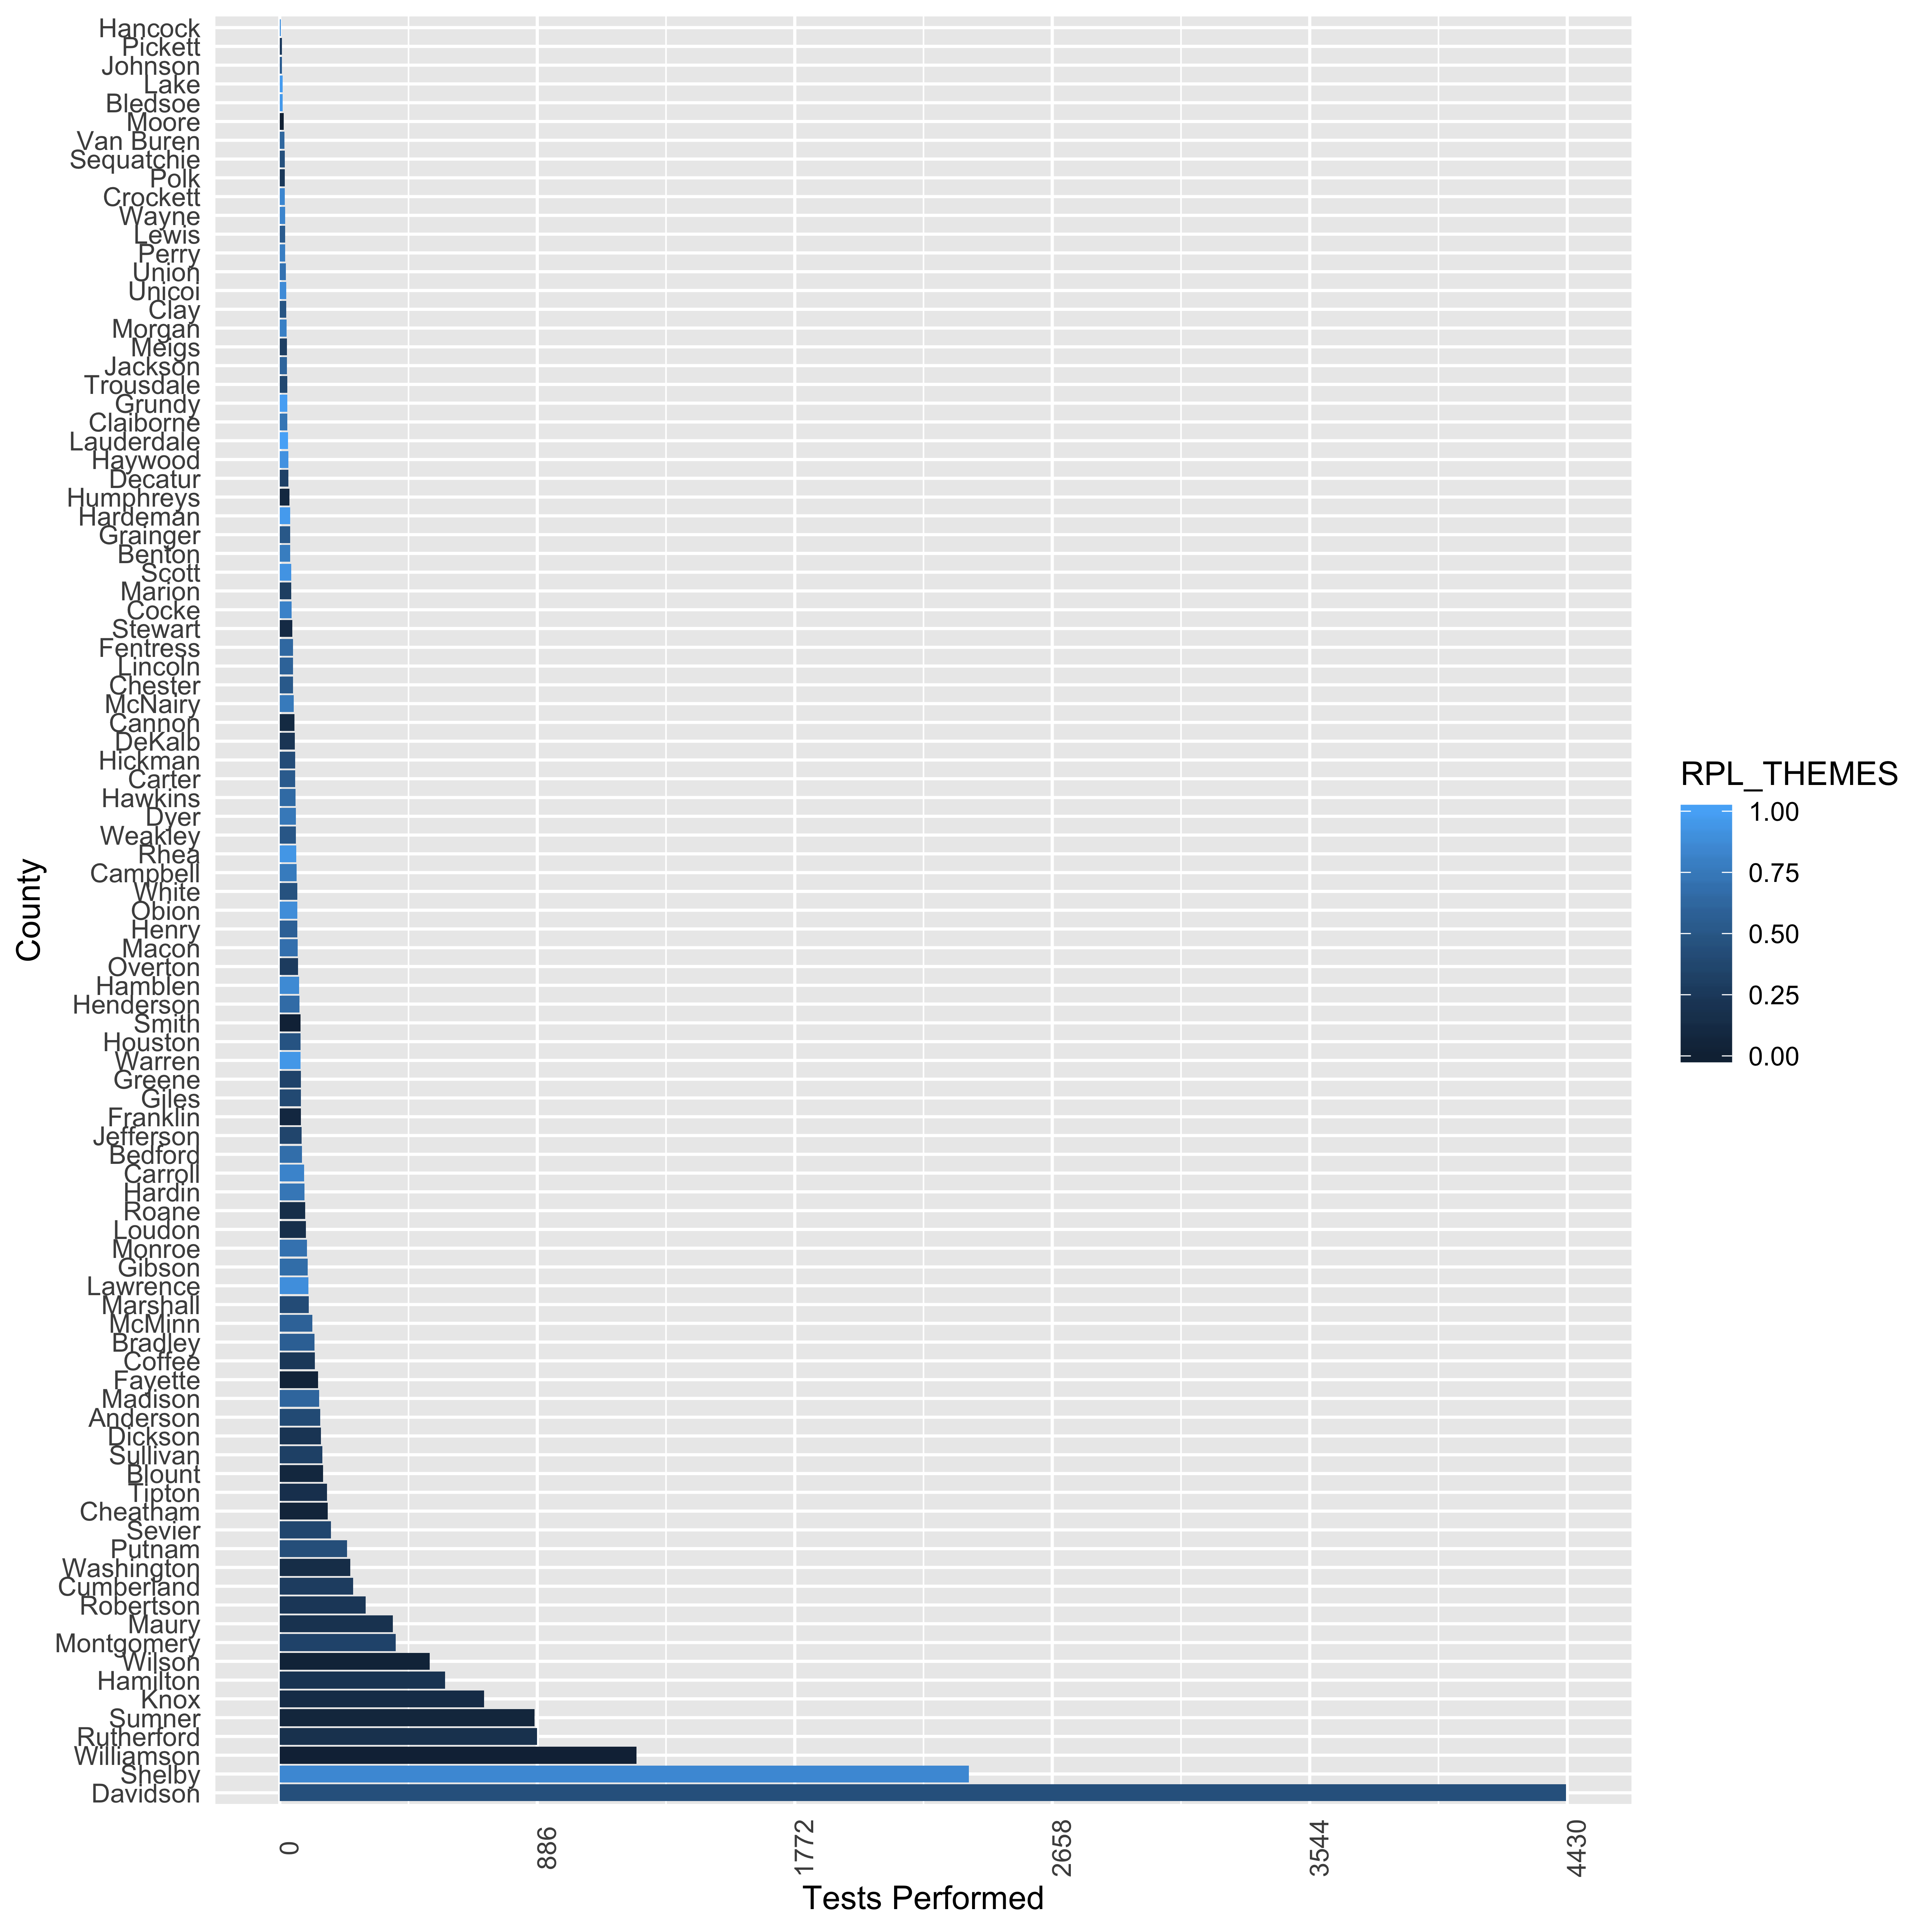 Hancock
Pickett
Johnson
Lake
Bledsoe
Moore
Van Buren
Sequatchie
Polk
Crockett
Wayne
Lewis
Perry
Union
Unicoi
Clay
Morgan
Meigs
Jackson
Trousdale
Grundy
Claiborne
Lauderdale
Haywood
Decatur
Humphreys
Hardeman
Grainger
Benton
Scott
Marion
Cocke
Stewart
Fentress
Lincoln
Chester
McNairy
Cannon
DeKalb
Hickman
Carter
Hawkins
Dyer
Weakley
Rhea
Campbell
White
Obion
Henry
Macon
Overton
Hamblen
Henderson
Smith
Houston
Warren
Greene
Giles
Franklin
Jefferson
Bedford
Carroll
Hardin
Roane
Loudon
Monroe
Gibson
Lawrence
Marshall
McMinn
Bradley
Coffee
Fayette
Madison
Anderson
Dickson
Sullivan
Blount
Tipton
Cheatham
Sevier
Putnam
Washington
Cumberland
Robertson
Maury
Montgomery
Wilson
Hamilton
Knox
Sumner
Rutherford
Williamson
Shelby
Davidson
County
0
886
1772
2658
3544
4430
Tests Performed
RPL_THEMES
1.00
0.75
0.50
0.25
0.00